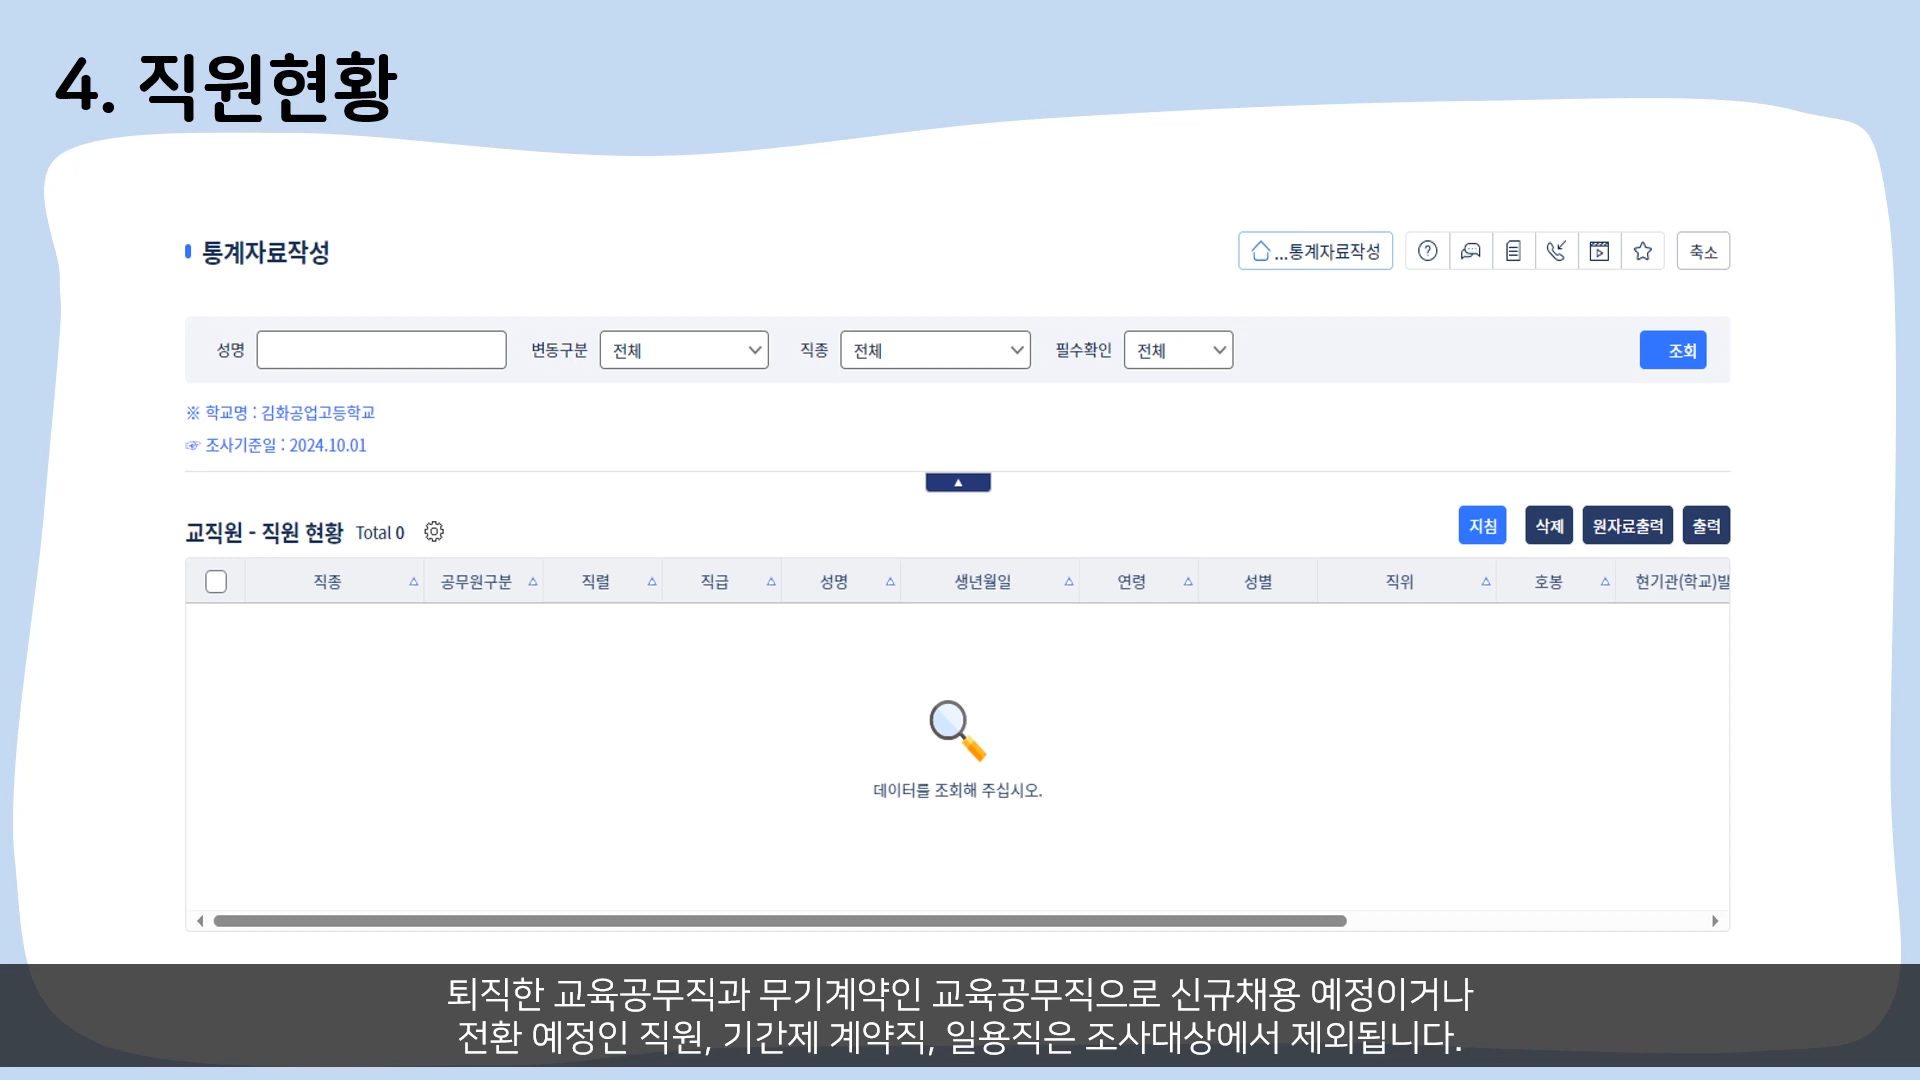 4. 직원현황
통계자료작성
...통계자료작성
축소
성명
변동구분 전체
직종 전체
필수확인 전체
조회
※ 학교명 : 김화공업고등학교
☞ 조사기준일 : 2024.10.01
▲
교직원 - 직원 현황 Total 0
지침 삭제 원자료출력 출력
직종 △ 공무원구분 △ 직렬 △ 직급 △ 성명 △ 생년월일 △ 연령 △ 성별 직위 △ 호봉 △ 현기관(학교)발
데이터를 조회해 주십시오.
퇴직한 교육공무직과 무기계약인 교육공무직으로 신규채용 예정이거나
전환 예정인 직원, 기간제 계약직, 일용직은 조사대상에서 제외됩니다.